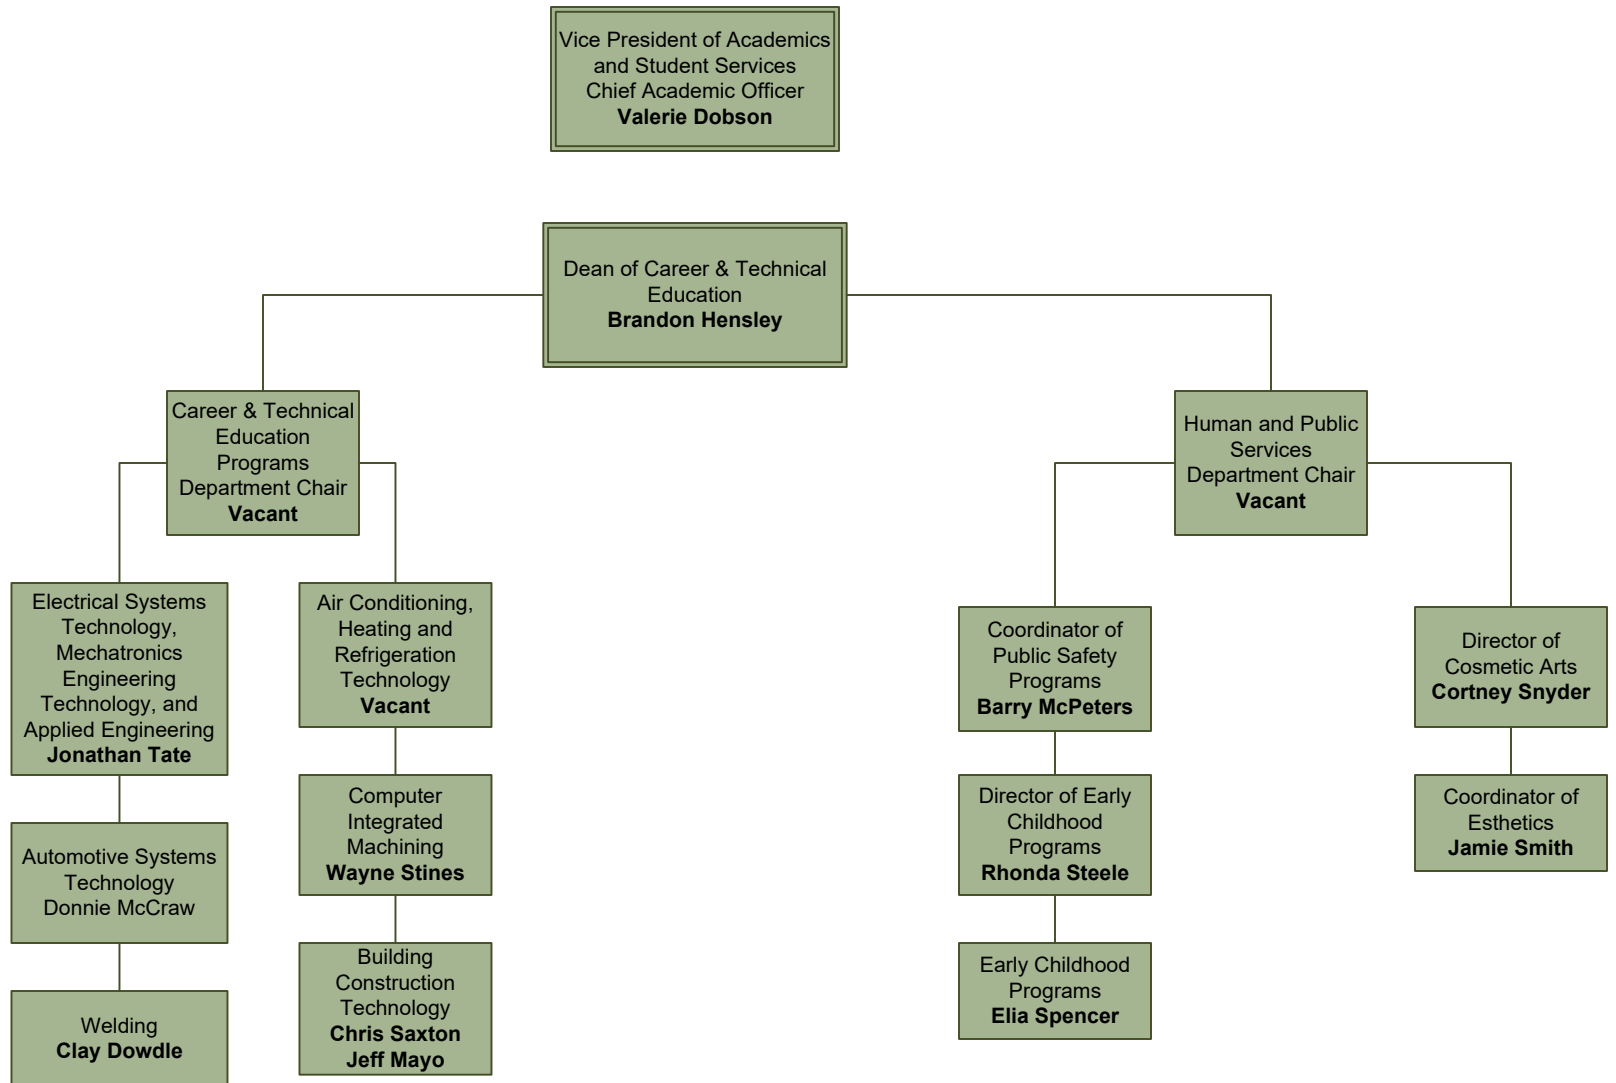 Vice President of Academics
and Student Services
Chief Academic Officer
Valerie Dobson
Dean of Career & Technical
Education
Brandon Hensley
Career & Technical
Education
Programs
Department Chair
Vacant
Human and Public
Services
Department Chair
Vacant
Electrical Systems
Technology,
Mechatronics
Engineering
Technology, and
Applied Engineering
Jonathan Tate
Air Conditioning,
Heating and
Refrigeration
Technology
Vacant
Coordinator of
Public Safety
Programs
Barry McPeters
Director of
Cosmetic Arts
Cortney Snyder
Automotive Systems
Technology
Donnie McCraw
Computer
Integrated
Machining
Wayne Stines
Director of Early
Childhood
Programs
Rhonda Steele
Coordinator of
Esthetics
Jamie Smith
Welding
Clay Dowdle
Building
Construction
Technology
Chris Saxton
Jeff Mayo
Early Childhood
Programs
Elia Spencer